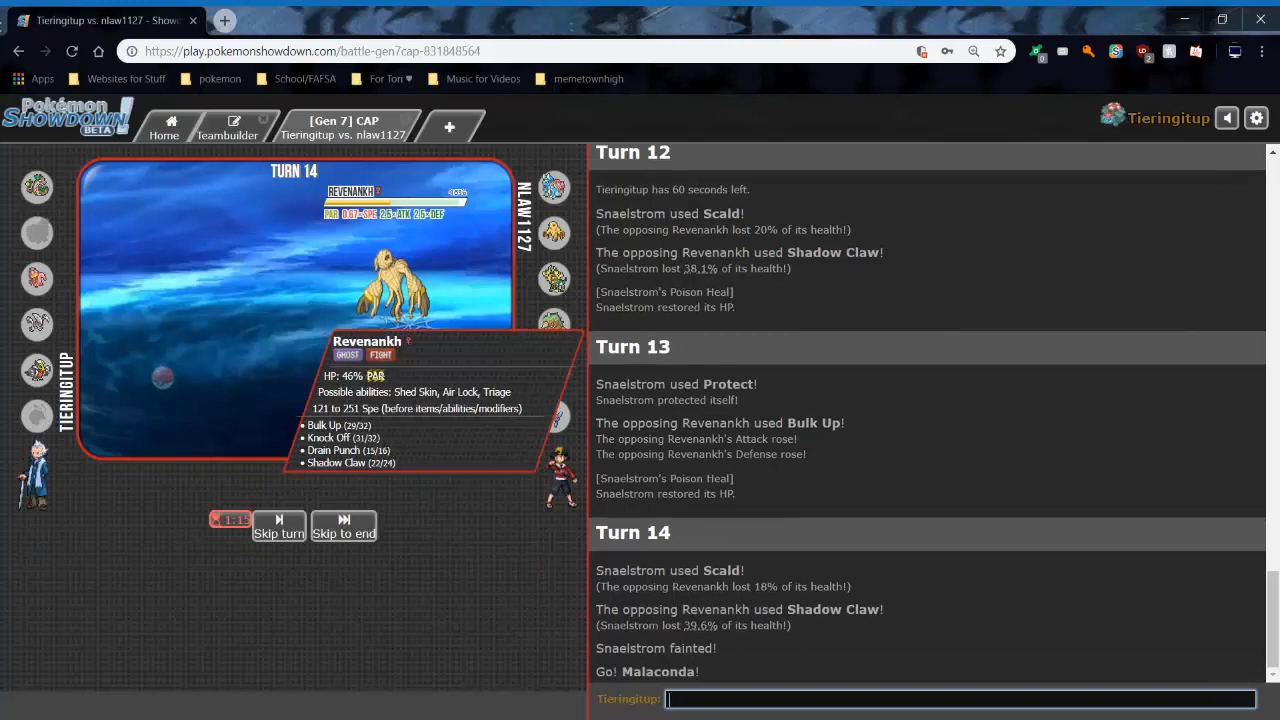 Tieringitup vs. nlaw1127 - Showd
https://play.pokemonshowdown.com/battle-gen7cap-831848564
0
2
Apps
Websites for Stuff
pokemon
School/FAFSA
For Tori ♥
Music for Videos
memetownhigh
Pokémon
SHOWDOWN!
BETA
Home
Teambuilder
[Gen 7] CAP
Tieringitup vs. nlaw1127
Tieringitup
TURN 14
REVENANKH♀
PAR 0.67× SPE 2.5× ATK 2.5× DEF
TIERINGITUP
NLAW1127
Revenankh ♀
GHOST FIGHT
HP: 46% PAR
Possible abilities: Shed Skin, Air Lock, Triage
121 to 251 Spe (before items/abilities/modifiers)
• Bulk Up (29/32)
• Knock Off (31/32)
• Drain Punch (15/16)
• Shadow Claw (22/24)
1:15
Skip turn
Skip to end
Turn 12
Tieringitup has 60 seconds left.
Snaelstrom used Scald!
(The opposing Revenankh lost 20% of its health!)
The opposing Revenankh used Shadow Claw!
(Snaelstrom lost 38.1% of its health!)
[Snaelstrom's Poison Heal]
Snaelstrom restored its HP.
Turn 13
Snaelstrom used Protect!
Snaelstrom protected itself!
The opposing Revenankh used Bulk Up!
The opposing Revenankh's Attack rose!
The opposing Revenankh's Defense rose!
[Snaelstrom's Poison Heal]
Snaelstrom restored its HP.
Turn 14
Snaelstrom used Scald!
(The opposing Revenankh lost 18% of its health!)
The opposing Revenankh used Shadow Claw!
(Snaelstrom lost 39.6% of its health!)
Snaelstrom fainted!
Go! Malaconda!
Tieringitup: